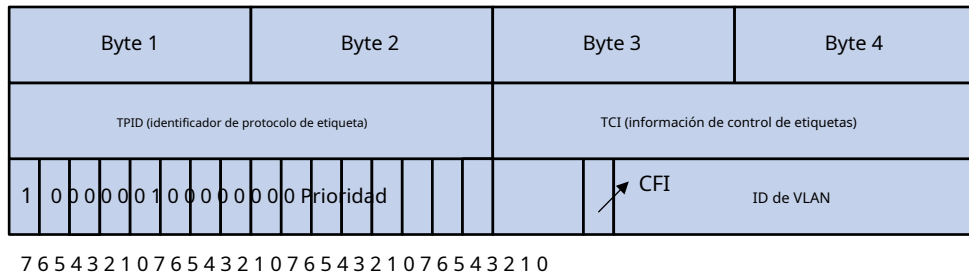 Byte 1 Byte 2 Byte 3 Byte 4
TPID (identificador de protocolo de etiqueta) TCI (información de control de etiquetas)
1 0 0 0 0 0 0 1 0 0 0 0 0 0 0 0 Prioridad CFI ID de VLAN
7 6 5 4 3 2 1 0 7 6 5 4 3 2 1 0 7 6 5 4 3 2 1 0 7 6 5 4 3 2 1 0